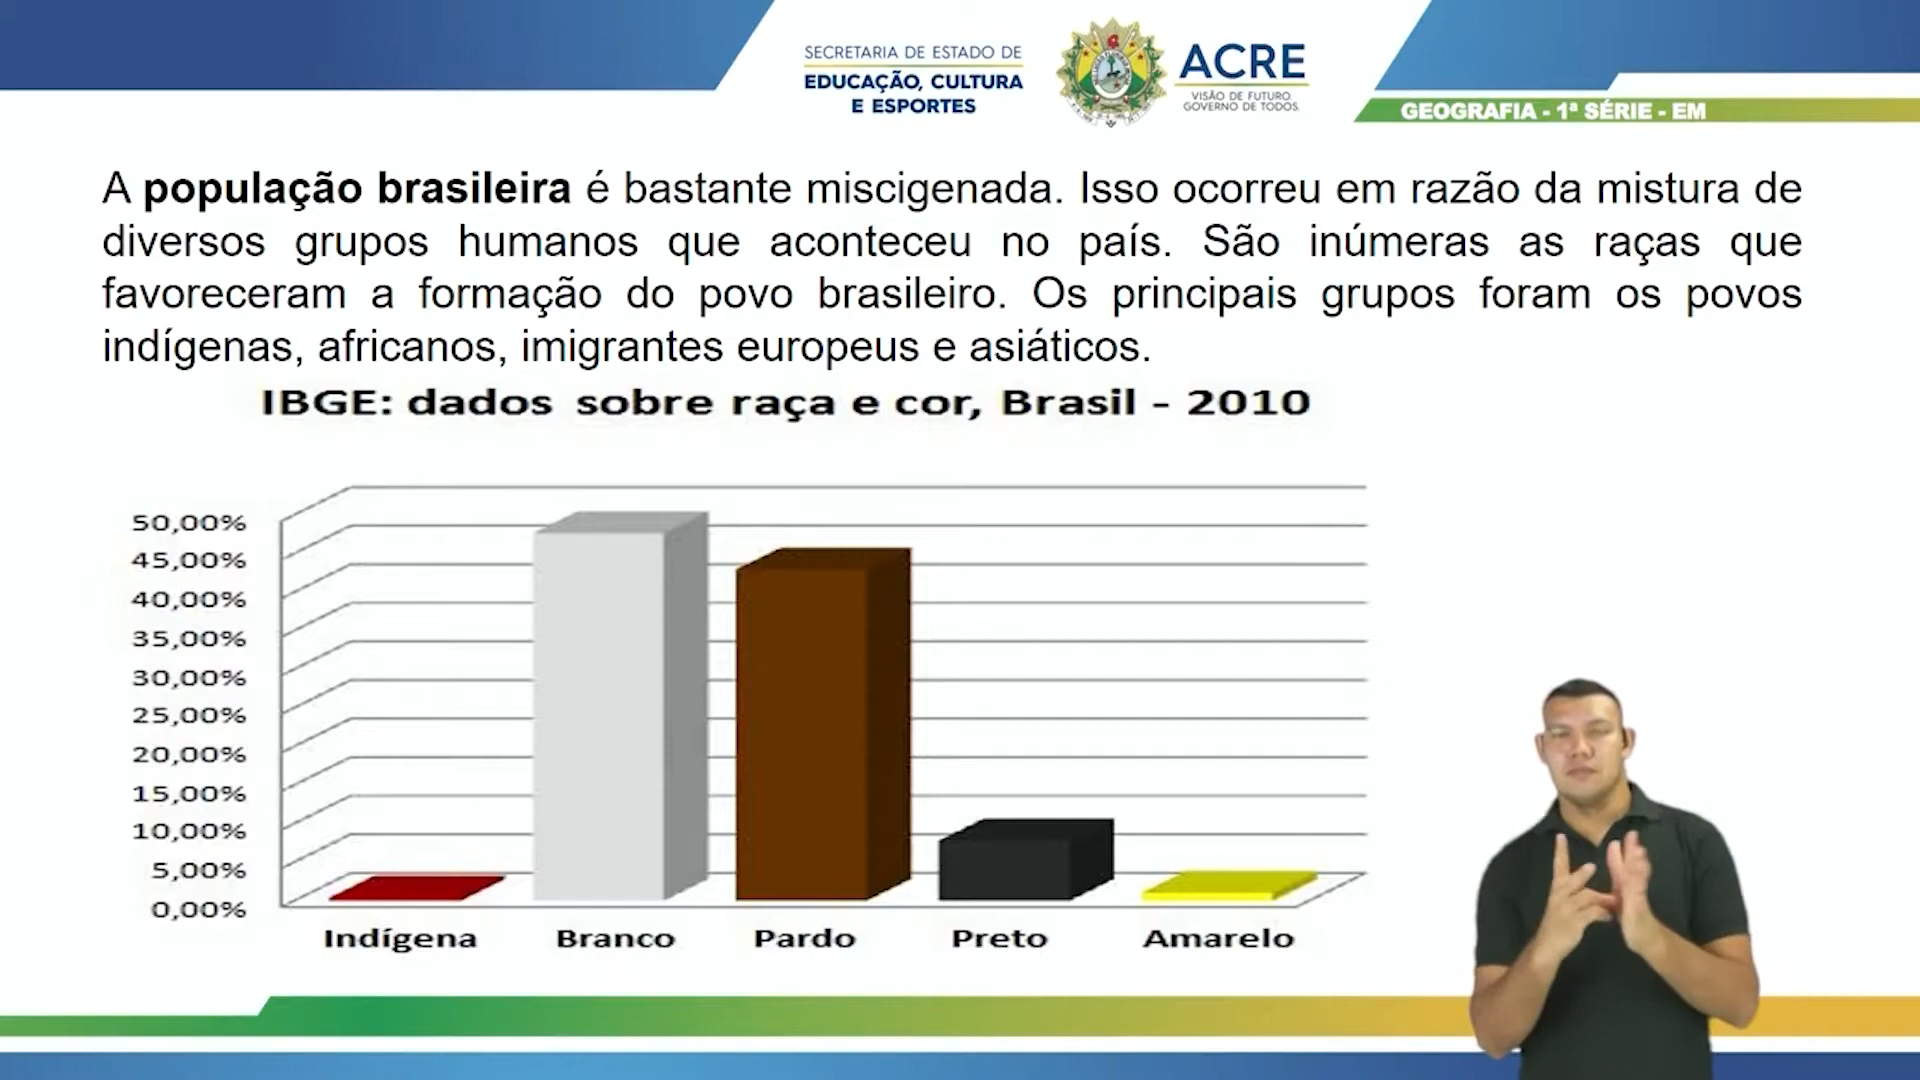 SECRETARIA DE ESTADO DE
EDUCAÇÃO, CULTURA
E ESPORTES
ACRE
VISÃO DE FUTURO.
GOVERNO DE TODOS.
GEOGRAFIA - 1ª SÉRIE - EM
A população brasileira é bastante miscigenada. Isso ocorreu em razão da mistura de
diversos grupos humanos que aconteceu no país. São inúmeras as raças que
favoreceram a formação do povo brasileiro. Os principais grupos foram os povos
indígenas, africanos, imigrantes europeus e asiáticos.
IBGE: dados sobre raça e cor, Brasil - 2010
50,00%
45,00%
40,00%
35,00%
30,00%
25,00%
20,00%
15,00%
10,00%
5,00%
0,00%
Indígena Branco Pardo Preto Amarelo